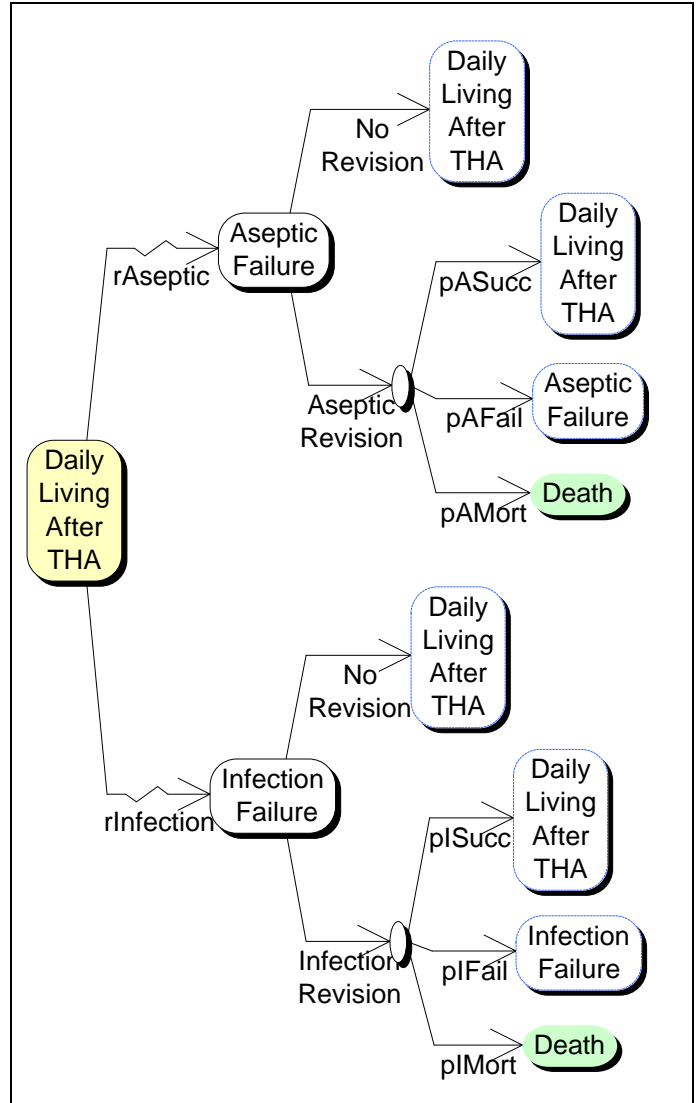 Daily
Living
After
THA
No
Revision
Aseptic
Failure
rAseptic
Daily
Living
After
THA
pASucc
Aseptic
Revision
Aseptic
Failure
pAFail
Death
pAMort
Daily
Living
After
THA
Daily
Living
After
THA
No
Revision
Infection
Failure
rInfection
Daily
Living
After
THA
pISucc
Infection
Revision
Infection
Failure
pIFail
Death
pIMort